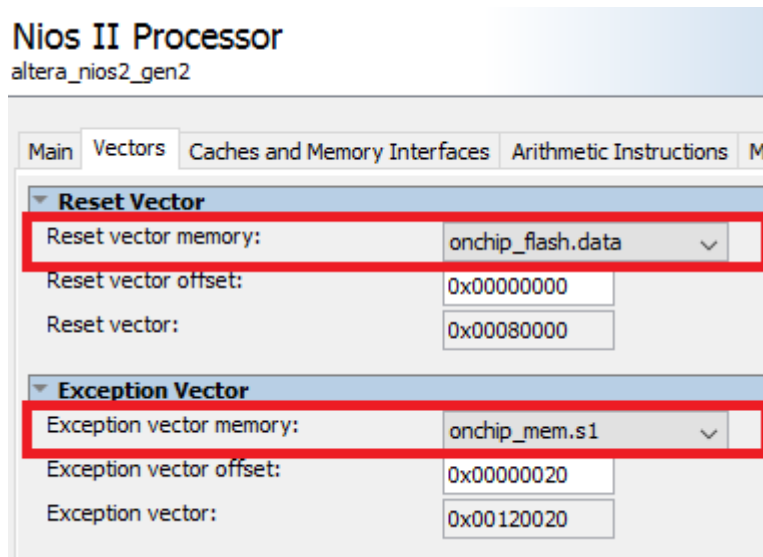 Nios II Processor
altera_nios2_gen2
Main Vectors Caches and Memory Interfaces Arithmetic Instructions M
Reset Vector
Reset vector memory: onchip_flash.data
Reset vector offset: 0x00000000
Reset vector: 0x00080000
Exception Vector
Exception vector memory: onchip_mem.s1
Exception vector offset: 0x00000020
Exception vector: 0x00120020